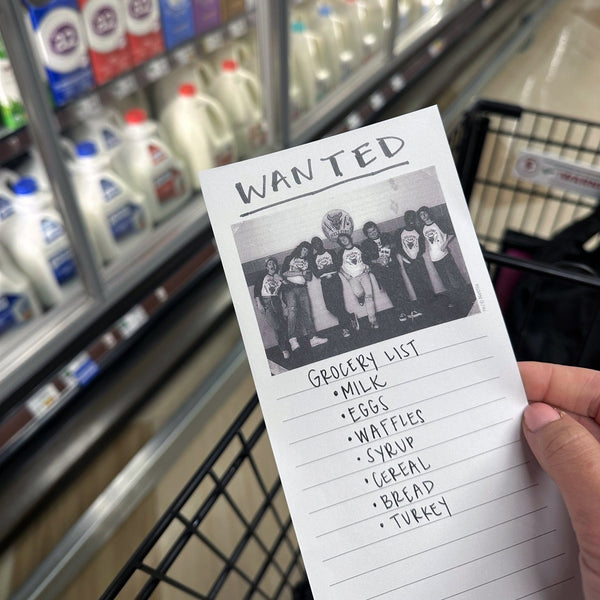 WANTED
GROCERY LIST
• MILK
• EGGS
• WAFFLES
• SYRUP
• CEREAL
• BREAD
• TURKEY